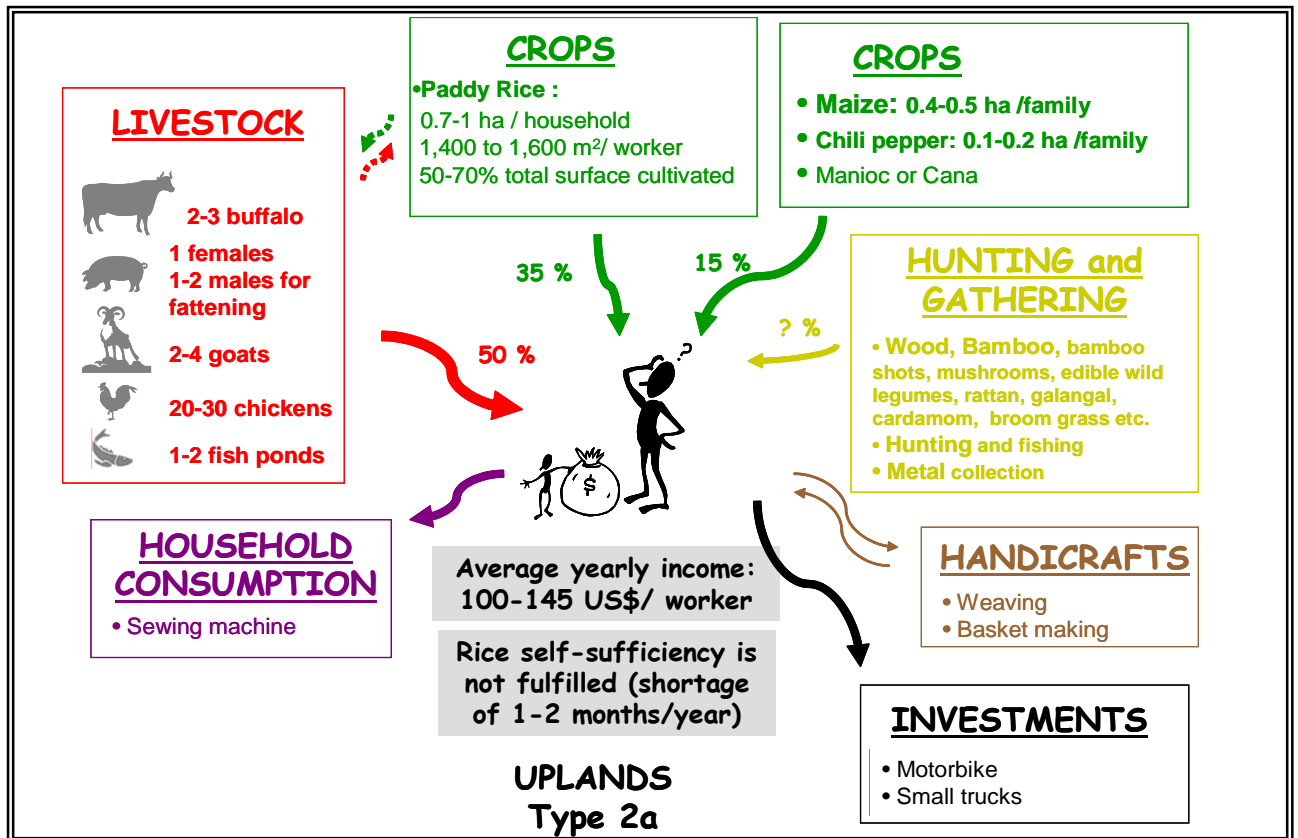 CROPS
•Paddy Rice :
0.7-1 ha / household
1,400 to 1,600 m²/ worker
50-70% total surface cultivated
CROPS
• Maize: 0.4-0.5 ha /family
• Chili pepper: 0.1-0.2 ha /family
• Manioc or Cana
LIVESTOCK
2-3 buffalo
1 females
1-2 males for
fattening
2-4 goats
20-30 chickens
1-2 fish ponds
35 %
15 %
50 %
? %
HUNTING and
GATHERING
• Wood, Bamboo, bamboo
shots, mushrooms, edible wild
legumes, rattan, galangal,
cardamom, broom grass etc.
• Hunting and fishing
• Metal collection
?
$
HOUSEHOLD
CONSUMPTION
• Sewing machine
Average yearly income:
100-145 US$/ worker
Rice self-sufficiency is
not fulfilled (shortage
of 1-2 months/year)
HANDICRAFTS
• Weaving
• Basket making
INVESTMENTS
• Motorbike
• Small trucks
UPLANDS
Type 2a